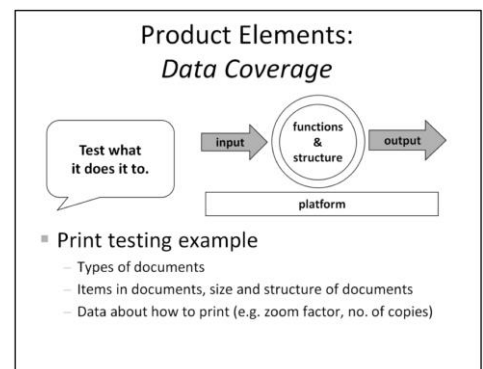 Product Elements:
Data Coverage
Test what
it does it to.
input
functions
&
structure
output
platform
Print testing example
– Types of documents
– Items in documents, size and structure of documents
– Data about how to print (e.g. zoom factor, no. of copies)